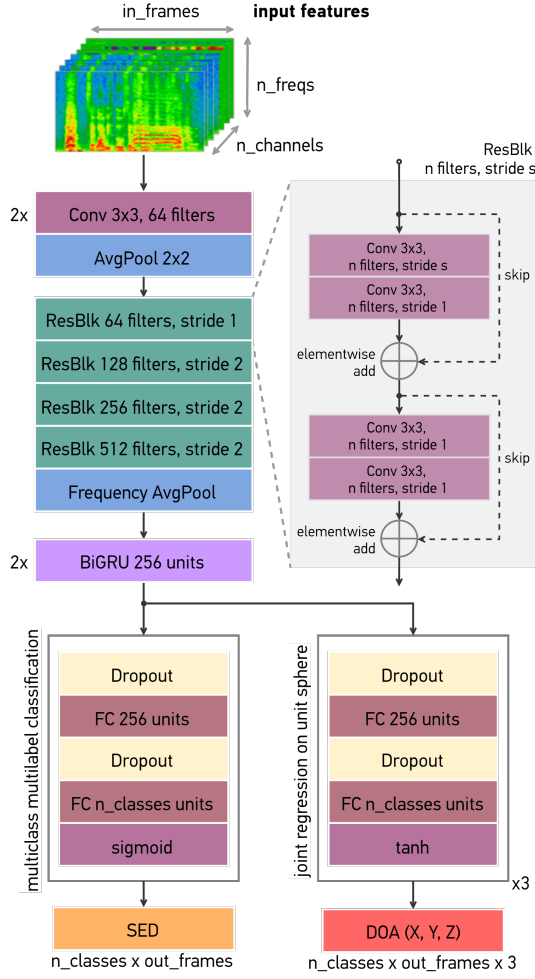 in_frames
input features
n_freqs
n_channels
2x
Conv 3x3, 64 filters
AvgPool 2x2
ResBlk 64 filters, stride 1
ResBlk 128 filters, stride 2
ResBlk 256 filters, stride 2
ResBlk 512 filters, stride 2
Frequency AvgPool
2x
BiGRU 256 units
ResBlk
n filters, stride s
Conv 3x3,
n filters, stride s
Conv 3x3,
n filters, stride 1
skip
elementwise
add
Conv 3x3,
n filters, stride 1
Conv 3x3,
n filters, stride 1
skip
elementwise
add
multiclass multilabel classification
Dropout
FC 256 units
Dropout
FC n_classes units
sigmoid
SED
n_classes x out_frames
joint regression on unit sphere
Dropout
FC 256 units
Dropout
FC n_classes units
tanh
x3
DOA (X, Y, Z)
n_classes x out_frames x 3